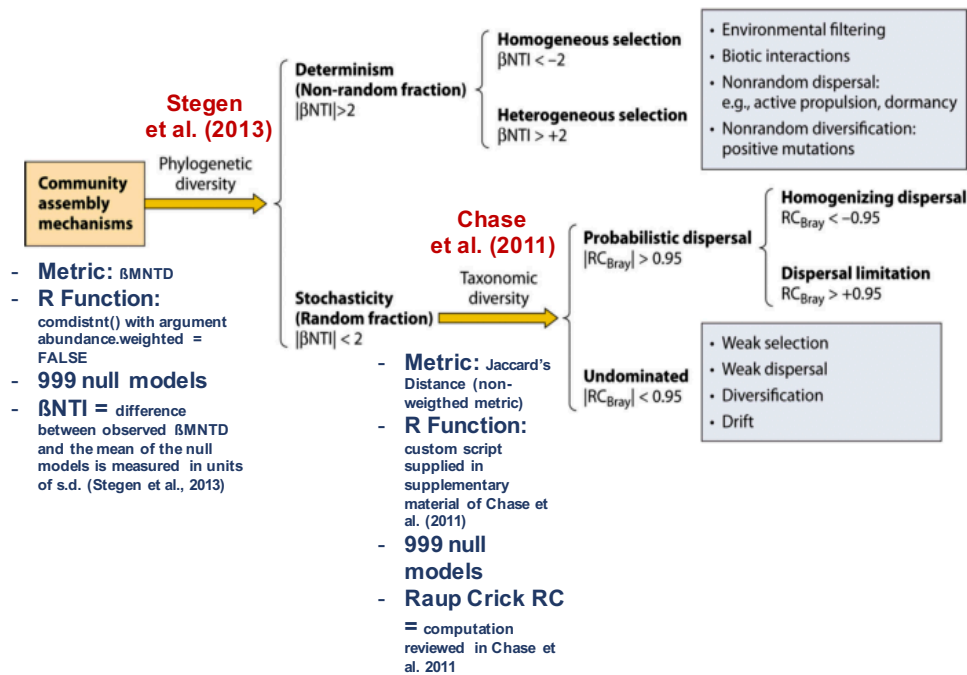 Stegen
et al. (2013)
Community
assembly
mechanisms
Phylogenetic
diversity
- Metric: ßMNTD
- R Function:
comdistnt() with argument
abundance.weighted =
FALSE
- 999 null models
- ßNTI = difference
between observed ßMNTD
and the mean of the null
models is measured in units
of s.d. (Stegen et al., 2013)
Determinism
(Non-random fraction)
|βNTI|>2
Homogeneous selection
βNTI < –2
Heterogeneous selection
βNTI > +2
• Environmental filtering
• Biotic interactions
• Nonrandom dispersal:
e.g., active propulsion, dormancy
• Nonrandom diversification:
positive mutations
Stochasticity
(Random fraction)
|βNTI| < 2
Chase
et al. (2011)
Taxonomic
diversity
- Metric: Jaccard's
Distance (non-
weigthed metric)
- R Function:
custom script
supplied in
supplementary
material of Chase et
al. (2011)
- 999 null
models
- Raup Crick RC
= computation
reviewed in Chase et
al. 2011
Probabilistic dispersal
|RCBray| > 0.95
Homogenizing dispersal
RCBray < –0.95
Dispersal limitation
RCBray > +0.95
Undominated
|RCBray| < 0.95
• Weak selection
• Weak dispersal
• Diversification
• Drift